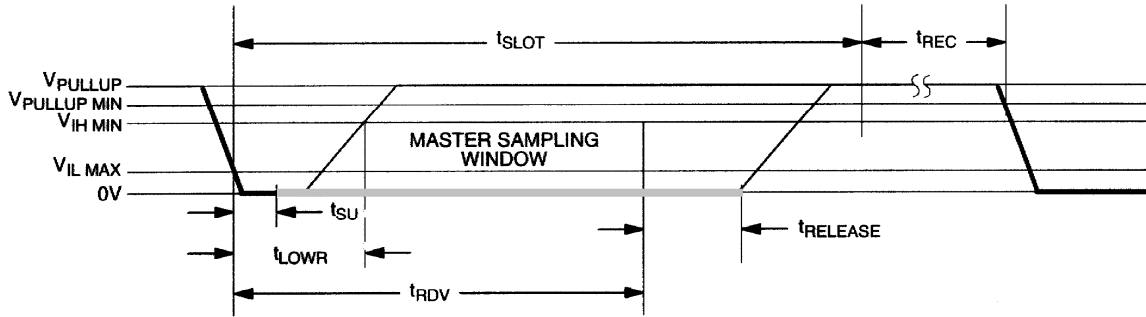 tSLOT
tREC
VPULLUP
VPULLUP MIN
VIH MIN
MASTER SAMPLING
WINDOW
VIL MAX
0V
tSU
tRELEASE
tLOWR
tRDV